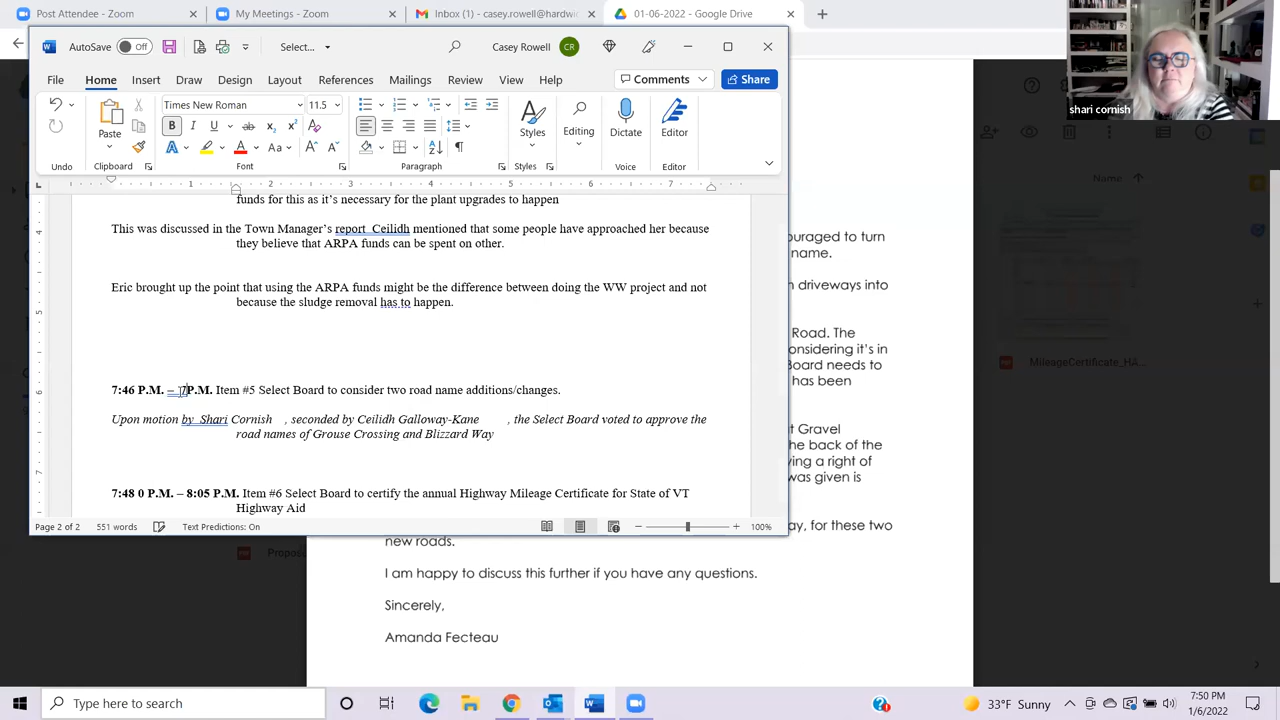 Post Attendee - Zoom
My Meetings - Zoom
Inbox (10) - casey.rowell@hardwi
01-06-2022 - Google Drive
AutoSave Off Select... Casey Rowell CR
File Home Insert Draw Design Layout References Mailings Review View Help Comments Share
Times New Roman 11.5
Paste Styles Editing Dictate Editor
Undo Clipboard Font Paragraph Styles Voice Editor
shari cornish
funds for this as it's necessary for the plant upgrades to happen
This was discussed in the Town Manager's report Ceilidh mentioned that some people have approached her because
they believe that ARPA funds can be spent on other.
Eric brought up the point that using the ARPA funds might be the difference between doing the WW project and not
because the sludge removal has to happen.
7:46 P.M. – 7P.M. Item #5 Select Board to consider two road name additions/changes.
Upon motion by Shari Cornish , seconded by Ceilidh Galloway-Kane , the Select Board voted to approve the
road names of Grouse Crossing and Blizzard Way
7:48 0 P.M. – 8:05 P.M. Item #6 Select Board to certify the annual Highway Mileage Certificate for State of VT
Highway Aid
Page 2 of 2 551 words Text Predictions: On 100%
Name
ouraged to turn
name.
n driveways into
Road. The
onsidering it's in
Board needs to
has been
t Gravel
he back of the
ving a right of
was given is
ay, for these two
new roads.
MileageCertificate_HA...
Propos
I am happy to discuss this further if you have any questions.
Sincerely,
Amanda Fecteau
Type here to search
33°F Sunny
7:50 PM
1/6/2022